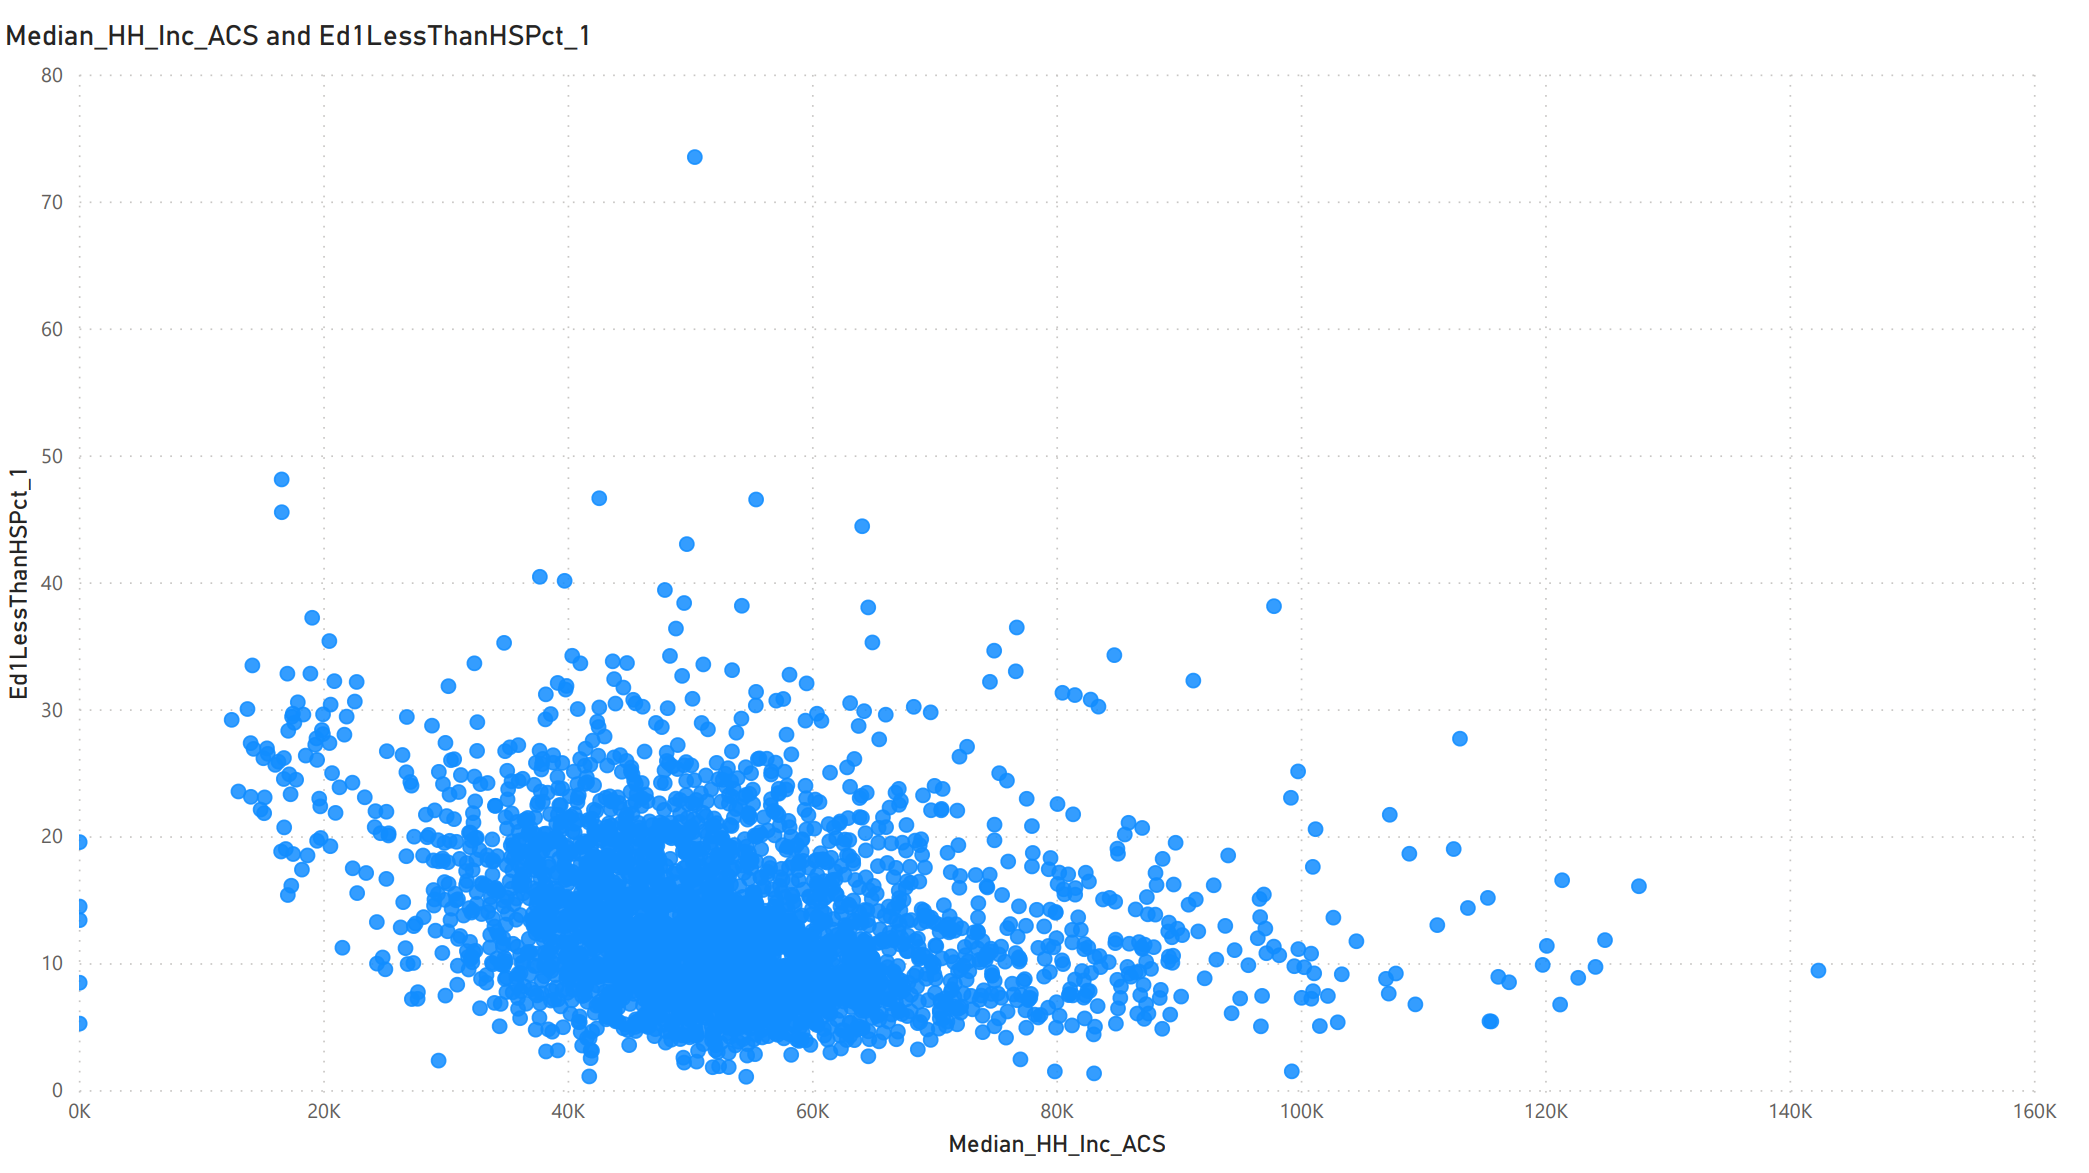 Median_HH_Inc_ACS and Ed1LessThanHSPct_1
80
70
60
50
40
30
20
10
0
Ed1LessThanHSPct_1
0K 20K 40K 60K 80K 100K 120K 140K 160K
Median_HH_Inc_ACS